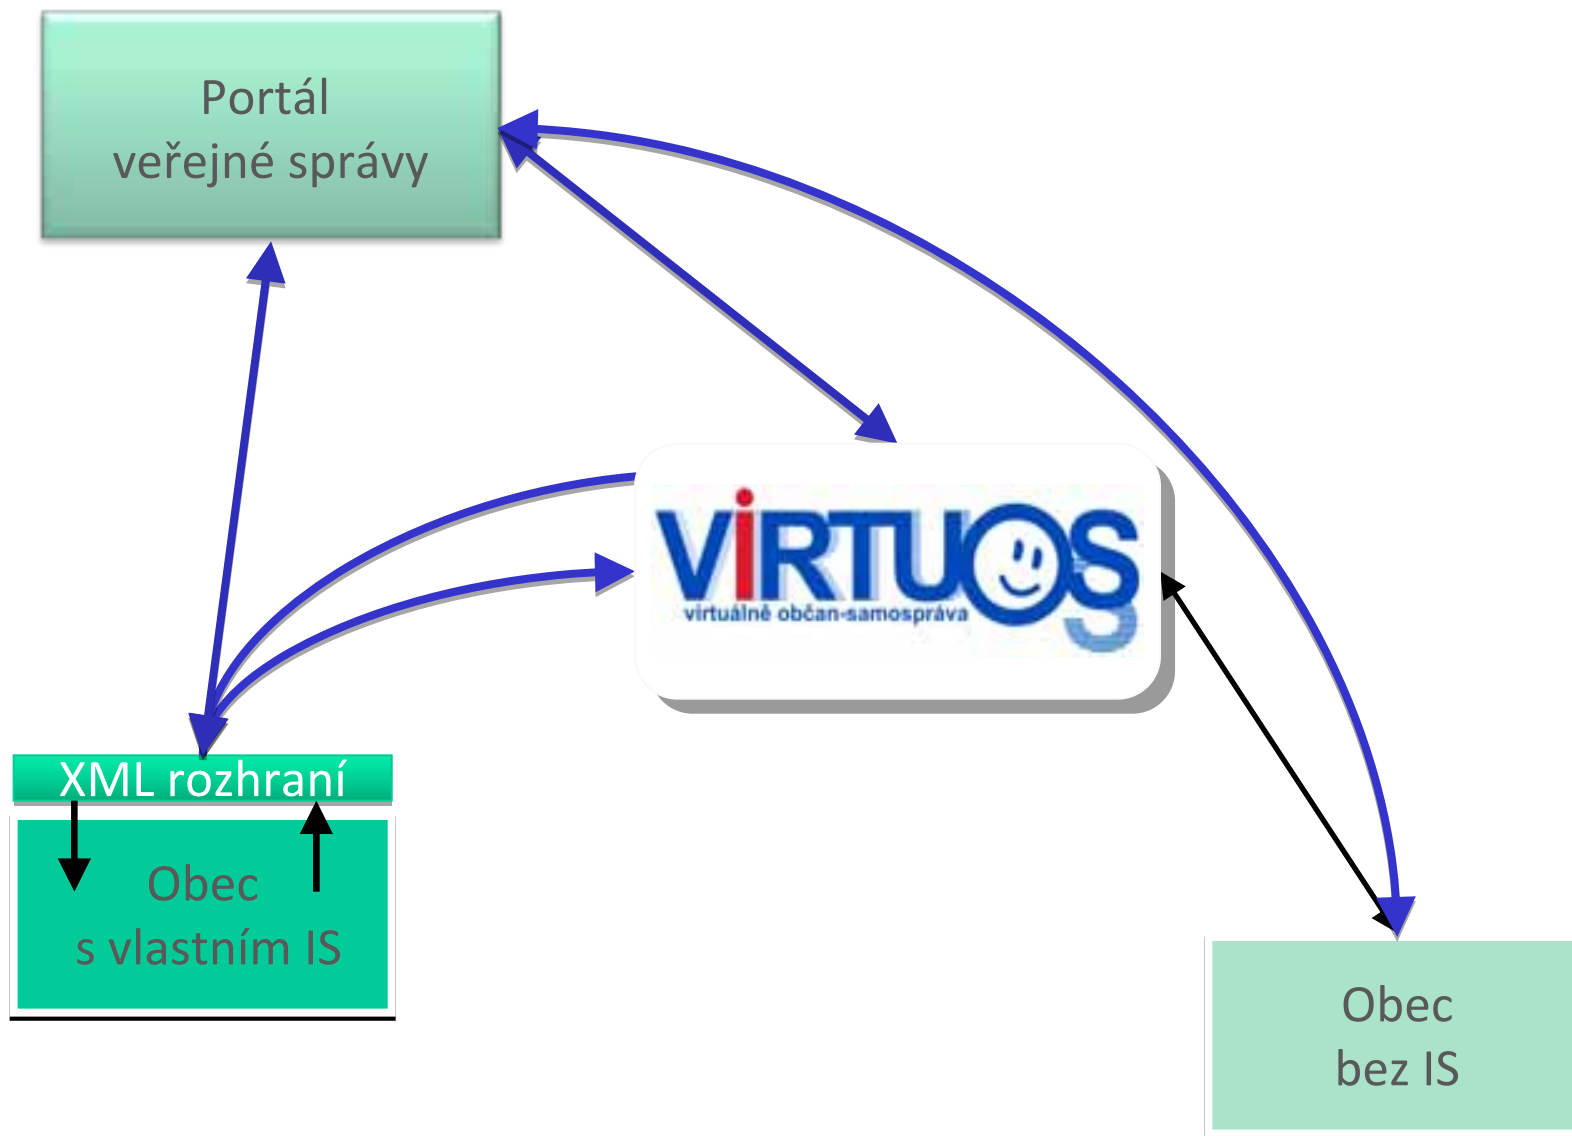 Portál
veřejné správy
ViRTUOS
virtuálně občan-samospráva
XML rozhraní
Obec
s vlastním IS
Obec
bez IS